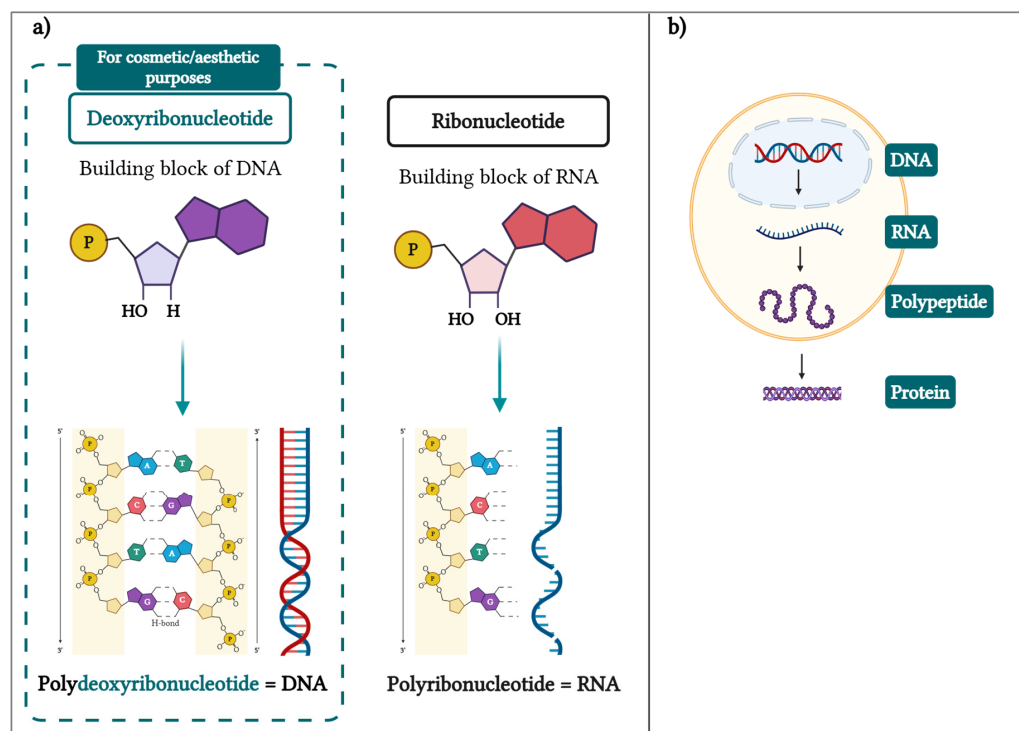 a)
For cosmetic/aesthetic
purposes
Deoxyribonucleotide
Building block of DNA
P
HO H
Ribonucleotide
Building block of RNA
P
HO OH
5' 3'
P O O O
A T
P O O O
C G
P O O O
T A
P O O O
G C
H-bond
3' 5'
Polydeoxyribonucleotide = DNA
5'
P O O O
A
P O O O
C
P O O O
T
P O O O
G
3'
Polyribonucleotide = RNA
b)
DNA
RNA
Polypeptide
Protein